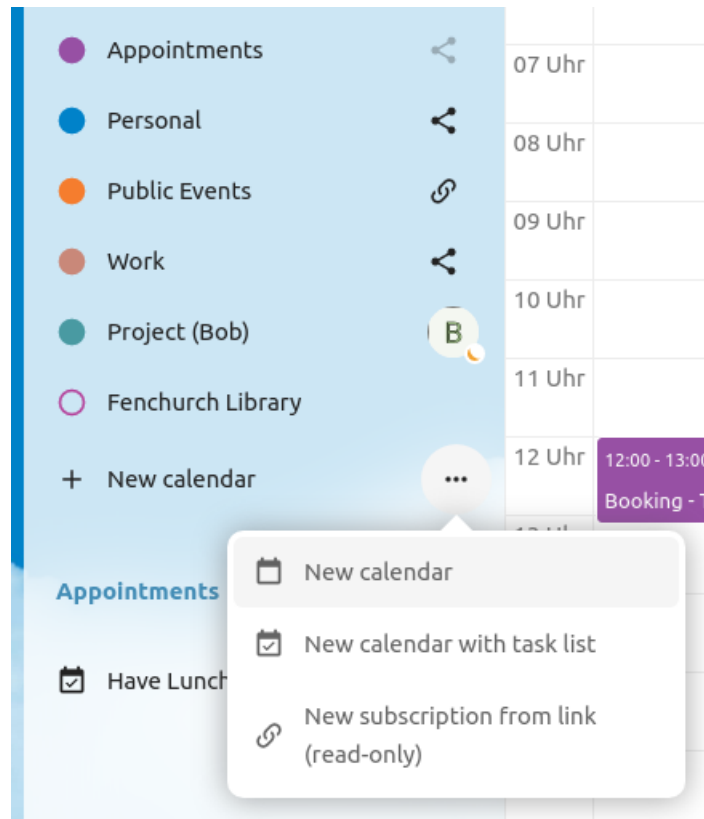 Appointments
07 Uhr
Personal
08 Uhr
Public Events
09 Uhr
Work
10 Uhr
Project (Bob)
B
11 Uhr
Fenchurch Library
12 Uhr
12:00 - 13:00
Booking -
New calendar
New calendar
Appointments
New calendar with task list
Have Lunch
New subscription from link
(read-only)